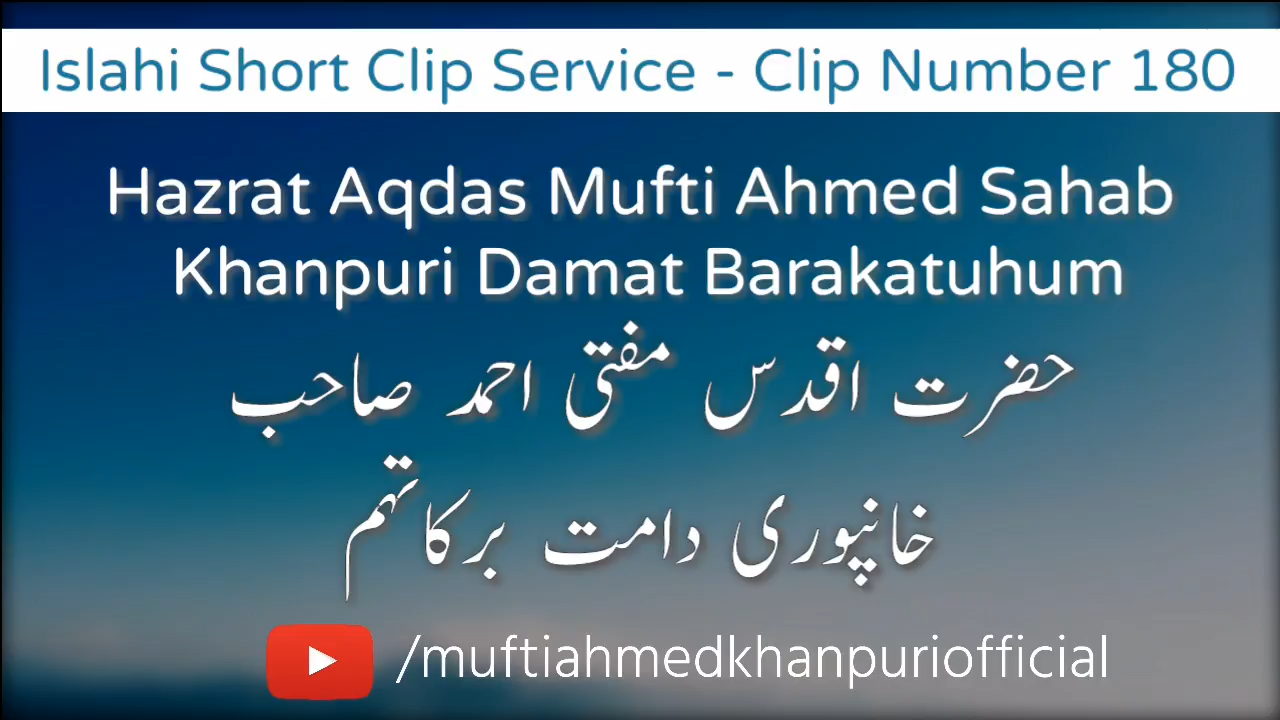 Islahi Short Clip Service - Clip Number 180
Hazrat Aqdas Mufti Ahmed Sahab
Khanpuri Damat Barakatuhum
حضرت اقدس مفتی احمد صاحب
خانپوری دامت برکاتہم
/muftiahmedkhanpuriofficial